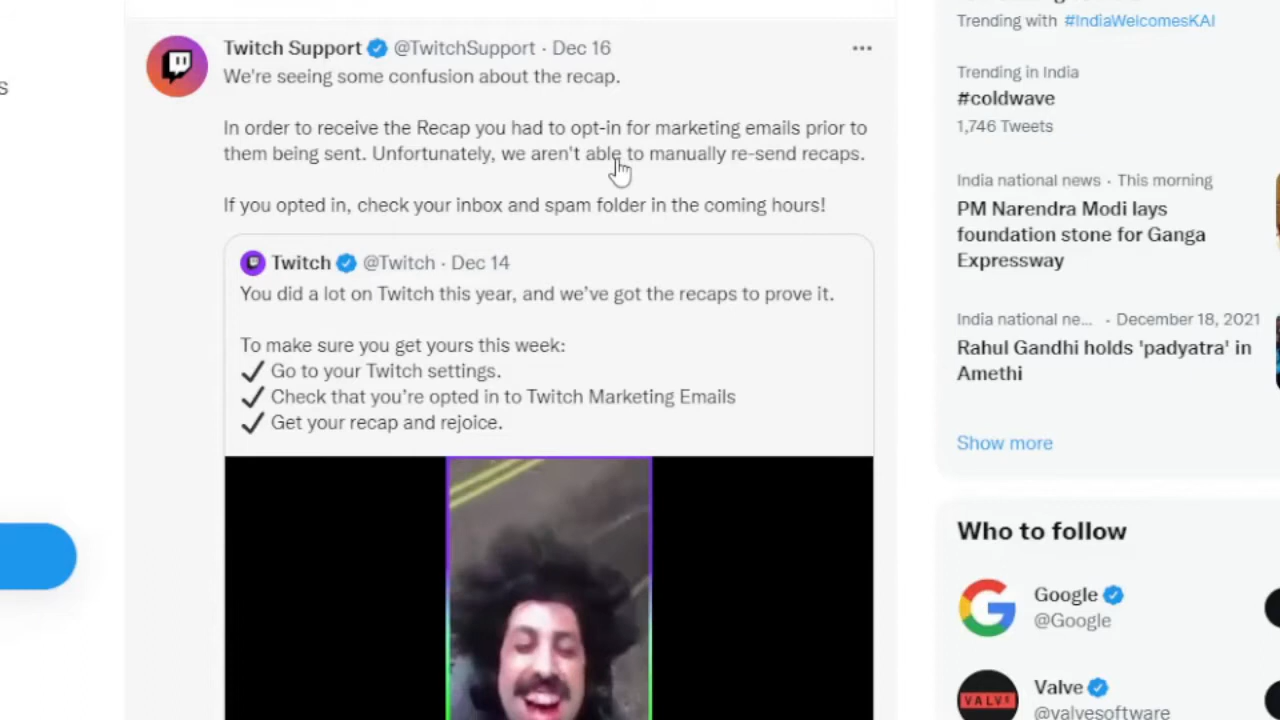 Twitch Support @TwitchSupport · Dec 16
We're seeing some confusion about the recap.
In order to receive the Recap you had to opt-in for marketing emails prior to
them being sent. Unfortunately, we aren't able to manually re-send recaps.
If you opted in, check your inbox and spam folder in the coming hours!
Twitch @Twitch · Dec 14
You did a lot on Twitch this year, and we've got the recaps to prove it.
To make sure you get yours this week:
Go to your Twitch settings.
Check that you're opted in to Twitch Marketing Emails
Get your recap and rejoice.
s
Trending with #IndiaWelcomesKAI
Trending in India
#coldwave
1,746 Tweets
India national news · This morning
PM Narendra Modi lays
foundation stone for Ganga
Expressway
India national ne... · December 18, 2021
Rahul Gandhi holds 'padyatra' in
Amethi
Show more
Who to follow
Google
@Google
VALVE
Valve
@valvesoftware